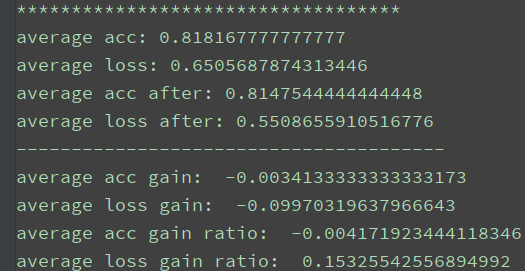 ***********************************
average acc: 0.818167777777777
average loss: 0.6505687874313446
average acc after: 0.8147544444444448
average loss after: 0.5508655910516776
---------------------------------------
average acc gain:  -0.0034133333333333173
average loss gain:  -0.09970319637966643
average acc gain ratio:  -0.004171923444118346
average loss gain ratio:  0.15325542556894992